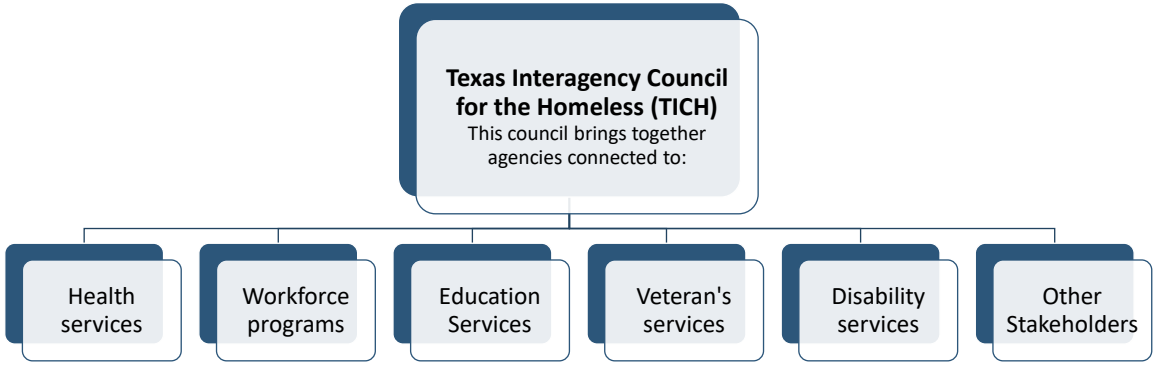 Texas Interagency Council
for the Homeless (TICH)
This council brings together
agencies connected to:
Health
services
Workforce
programs
Education
Services
Veteran's
services
Disability
services
Other
Stakeholders